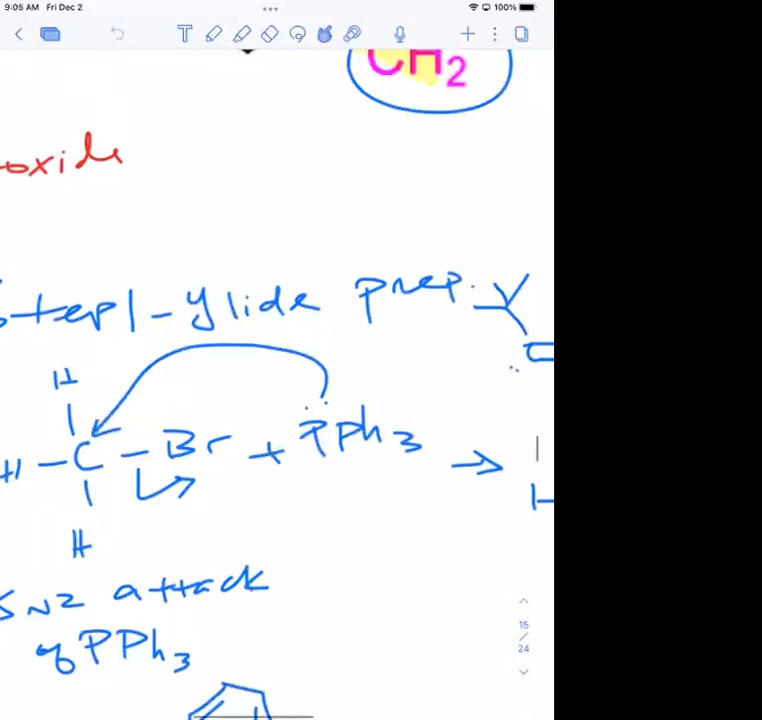 9:05 AM Fri Dec 2
100%
CH2
oxide
Step1-Ylide prep.
H
H-C-Br + :PPh3 →
H
H
SN2 attack
of PPh3
15
/
24